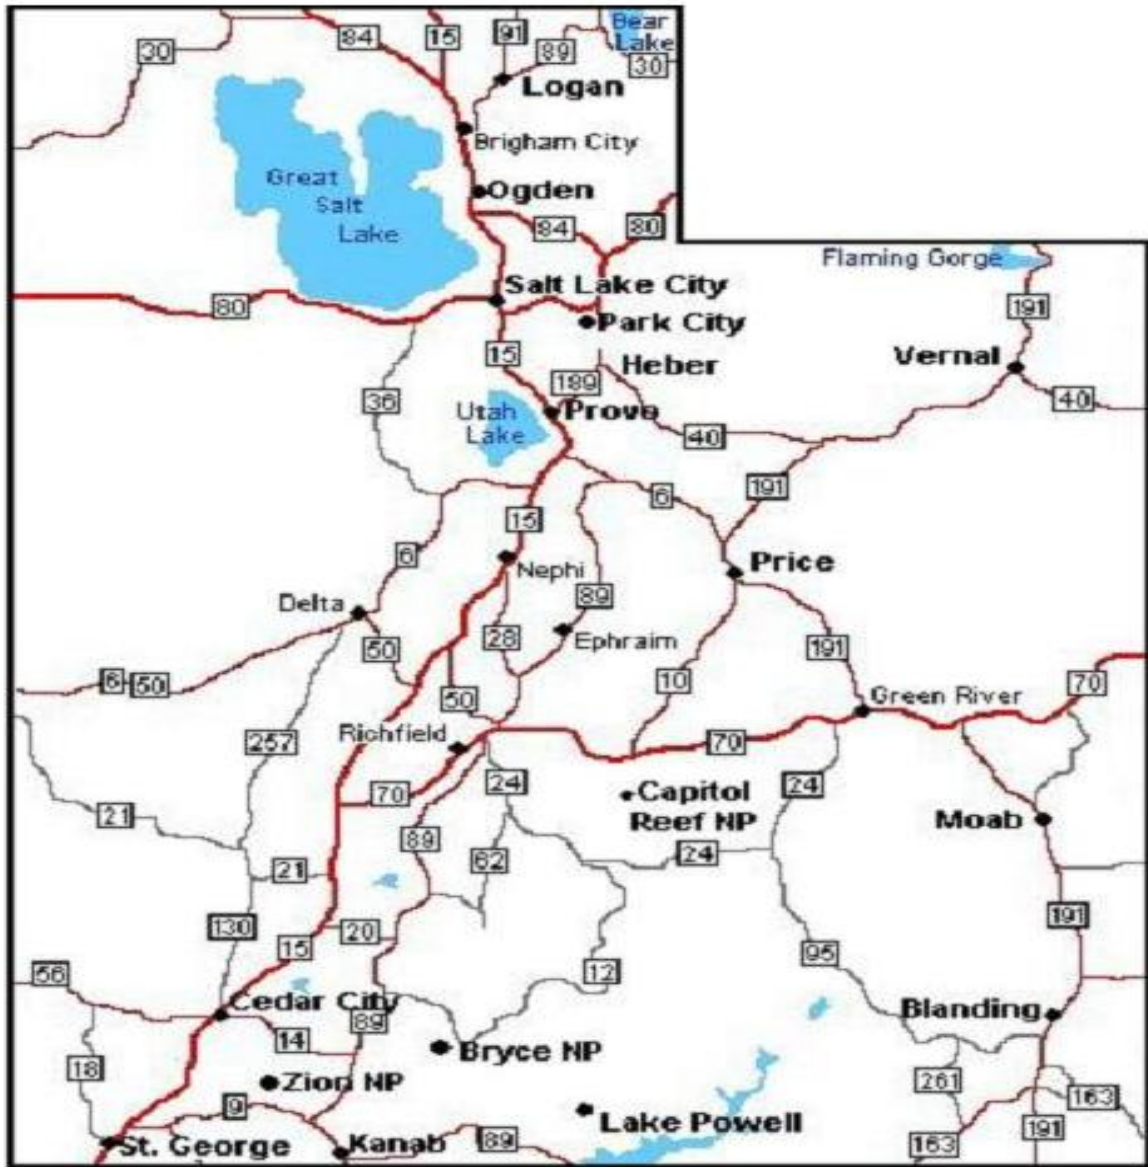 Bear
84
15
91
89
Lake
30
30
Logan
Brigham City
Great
Ogden
Salt
84
80
Lake
Flaming Gorge
Salt Lake City
80
191
Park City
15
Heber
Vernal
189
36
Utah
Provo
40
Lake
40
6
191
15
6
Price
Nephi
89
Delta
28
Ephraim
50
191
6
50
10
50
Green River
70
Richfield
257
70
24
24
70
Capitol
21
Reef NP
Moab
89
62
24
21
130
191
20
15
95
56
12
Cedar City
Blanding
89
14
Bryce NP
18
Zion NP
261
163
9
Lake Powell
St. George
Kanab
89
163
191